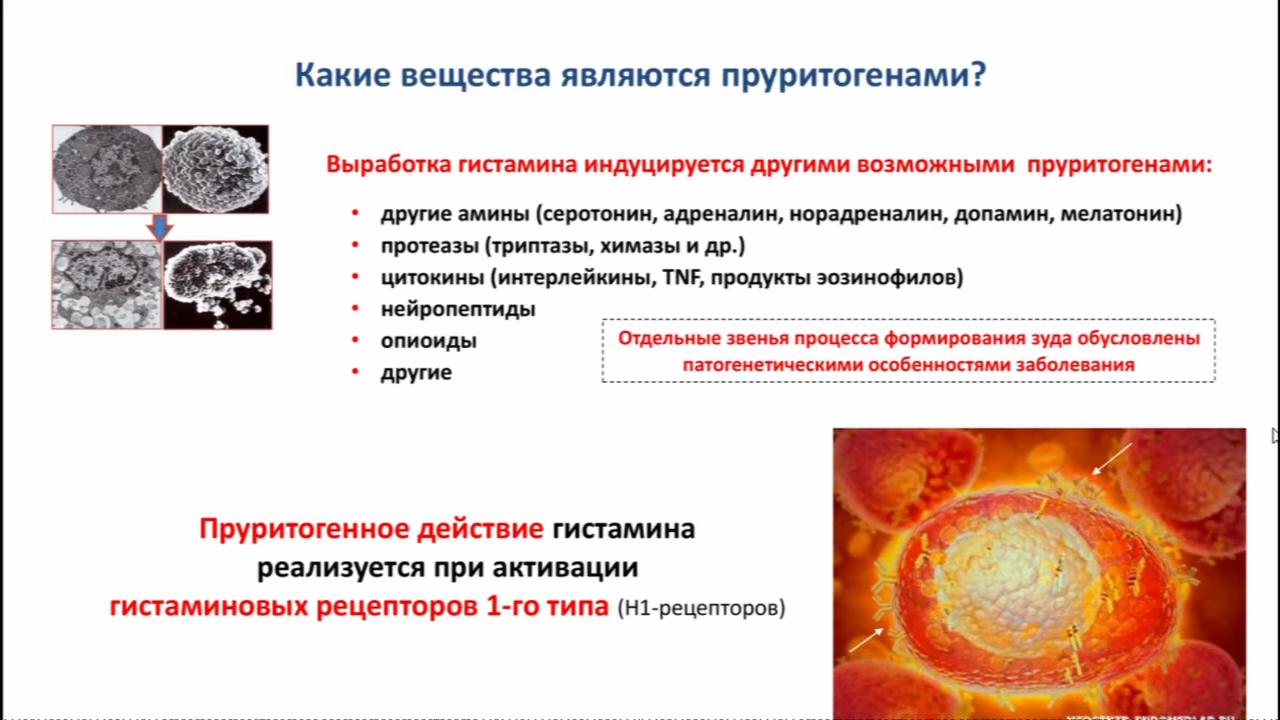 Какие вещества являются пруритогенами?
Выработка гистамина индуцируется другими возможными пруритогенами:
• другие амины (серотонин, адреналин, норадреналин, допамин, мелатонин)
• протеазы (триптазы, химазы и др.)
• цитокины (интерлейкины, TNF, продукты эозинофилов)
• нейропептиды
• опиоиды
• другие
Отдельные звенья процесса формирования зуда обусловлены
патогенетическими особенностями заболевания
Пруритогенное действие гистамина
реализуется при активации
гистаминовых рецепторов 1-го типа (Н1-рецепторов)